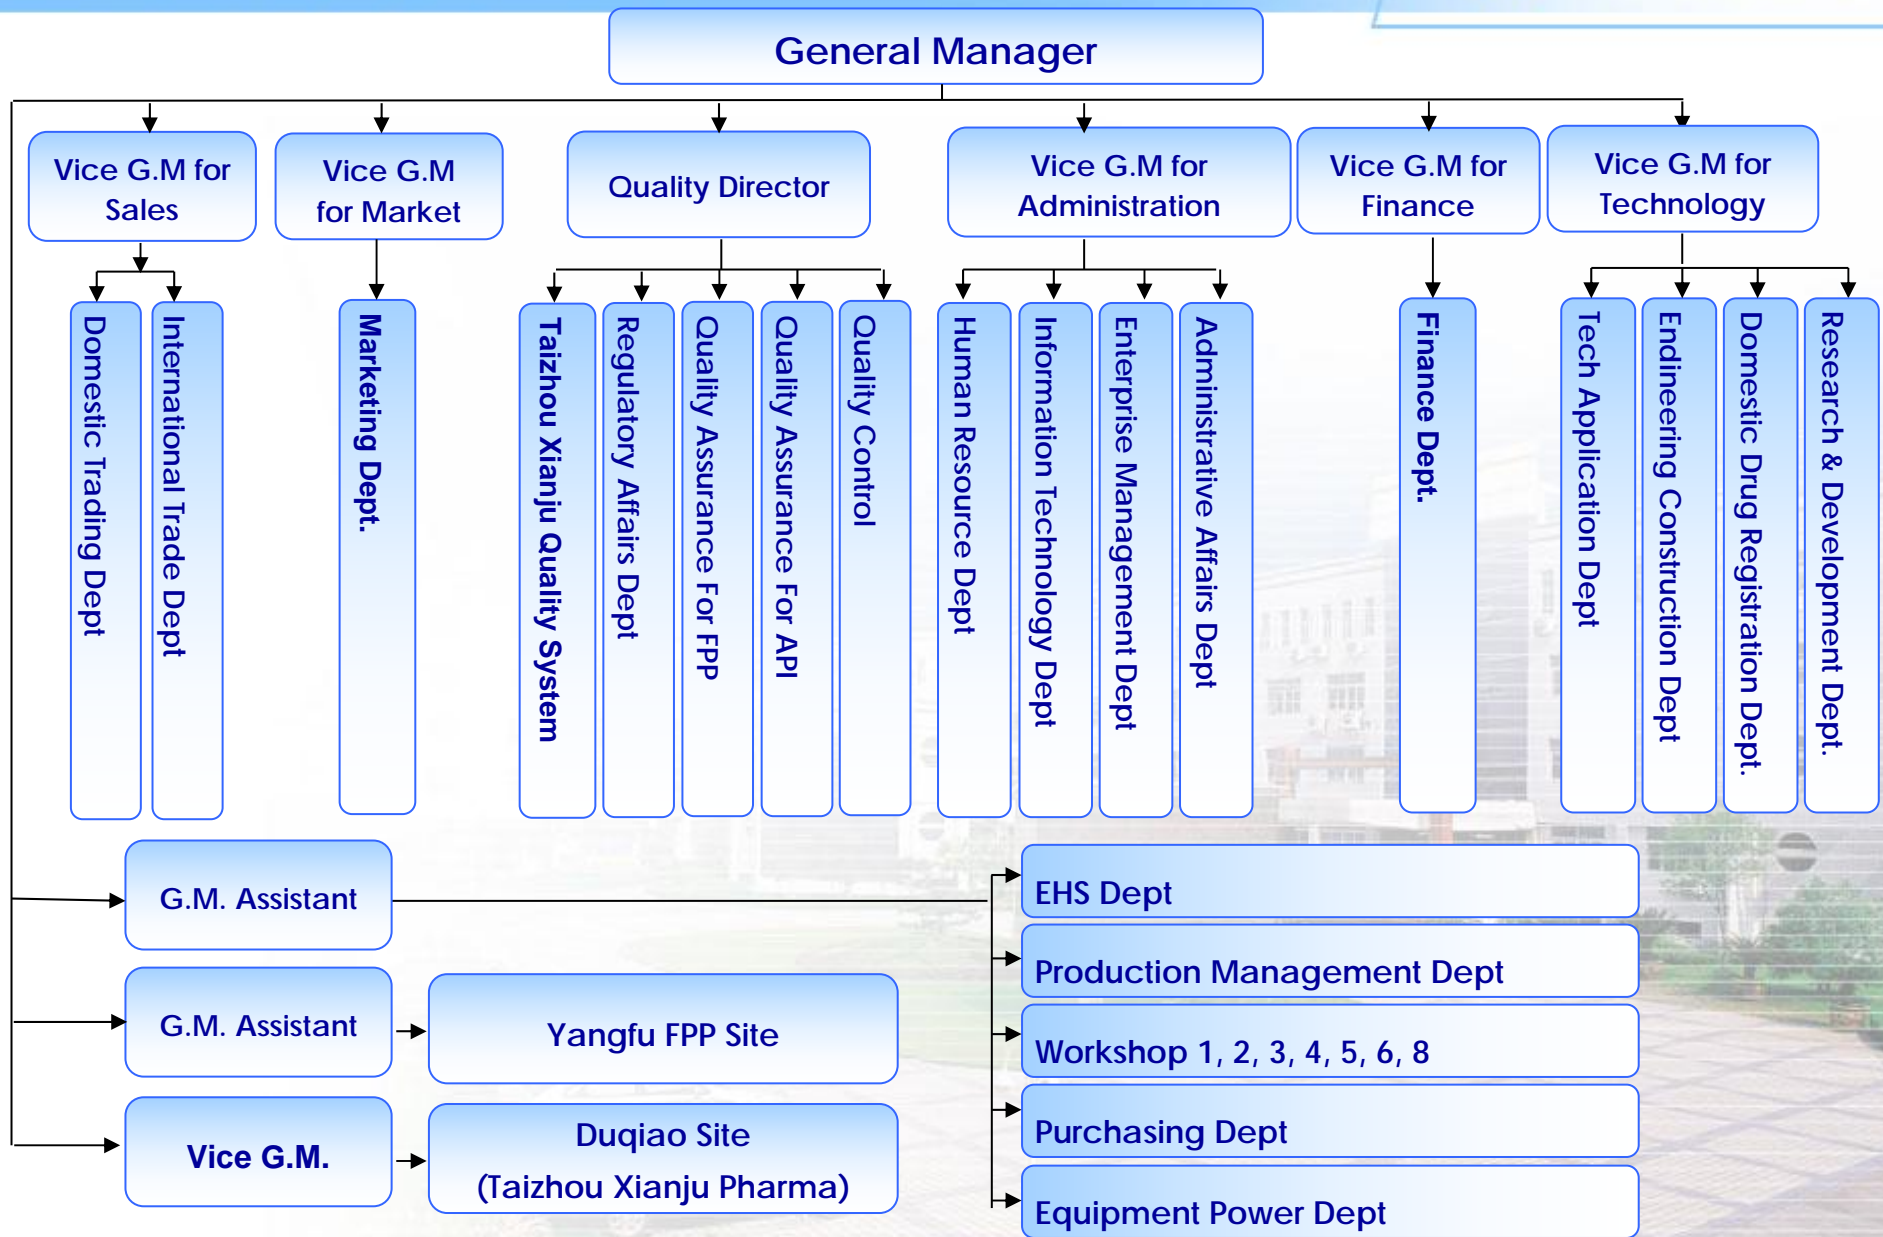 General Manager
Vice G.M for
Sales
Vice G.M
for Market
Quality Director
Vice G.M for
Administration
Vice G.M for
Finance
Vice G.M for
Technology
Domestic Trading Dept
International Trade Dept
Marketing Dept.
Taizhou Xianju Quality System
Regulatory Affairs Dept
Quality Assurance For FPP
Quality Assurance For API
Quality Control
Human Resource Dept
Information Technology Dept
Enterprise Management Dept
Administrative Affairs Dept
Finance Dept.
Tech Application Dept
Endineering Construction Dept
Domestic Drug Registration Dept.
Research & Development Dept.
G.M. Assistant
EHS Dept
Production Management Dept
Workshop 1, 2, 3, 4, 5, 6, 8
Purchasing Dept
Equipment Power Dept
G.M. Assistant
Yangfu FPP Site
Vice G.M.
Duqiao Site
(Taizhou Xianju Pharma)